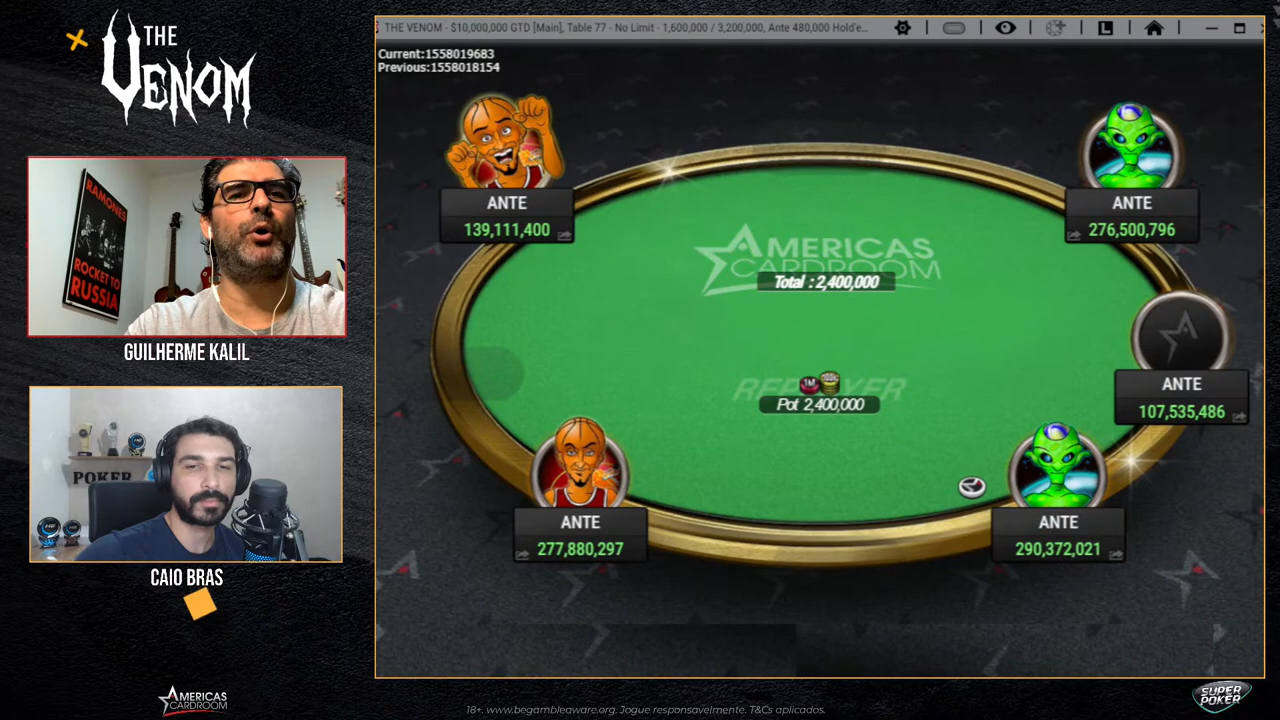 THE
VENOM
RAMONES
ROCKET TO
RUSSIA
GUILHERME KALIL
POKER
CAIO BRAS
AMERICAS
CARDROOM
THE VENOM - $10,000,000 GTD [Main], Table 77 - No Limit - 1,600,000 / 3,200,000, Ante 480,000 Hold'e...
Current:1558019683
Previous:1558018154
ANTE
139,111,400
ANTE
276,500,796
AMERICAS
CARDROOM
Total : 2,400,000
ANTE
107,535,486
1M
Pot 2,400,000
ANTE
277,880,297
ANTE
290,372,021
18+. www.begambleaware.org. Jogue responsavelmente. T&Cs aplicados.
SUPER
POKER